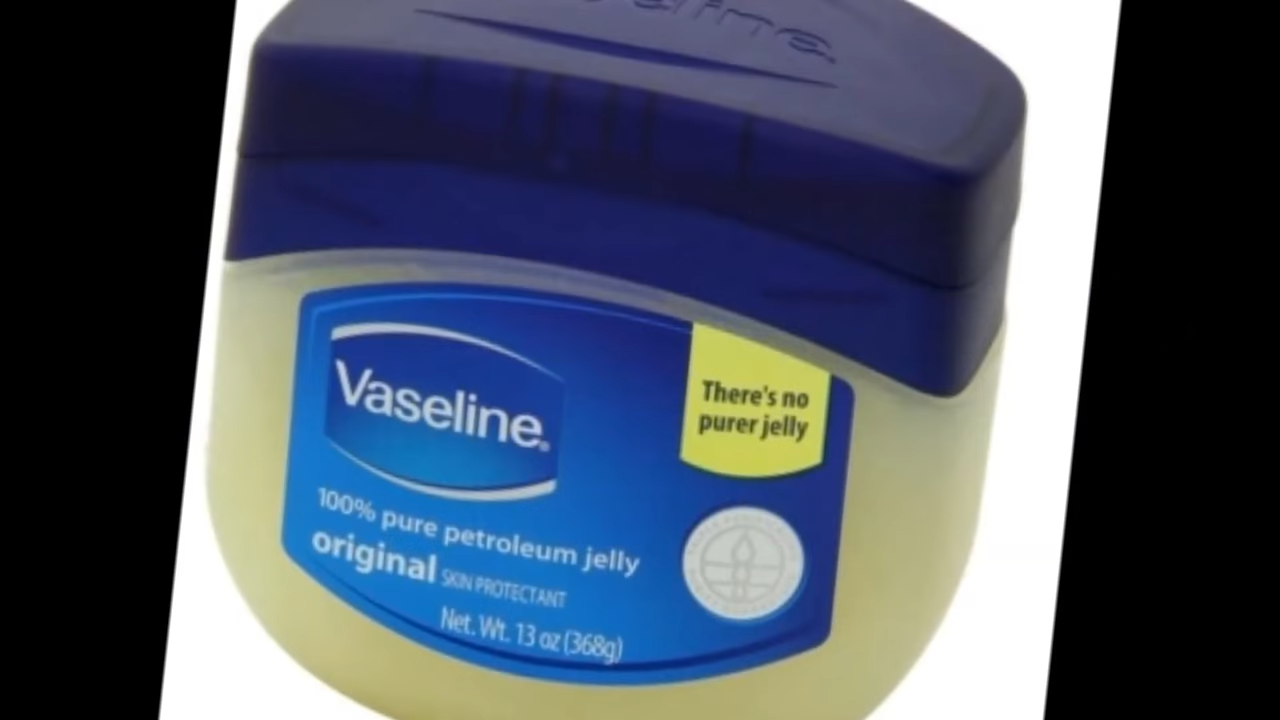 Vaseline®
There's no
purer jelly
100% pure petroleum jelly
original SKIN PROTECTANT
Net. Wt. 13 oz (368g)